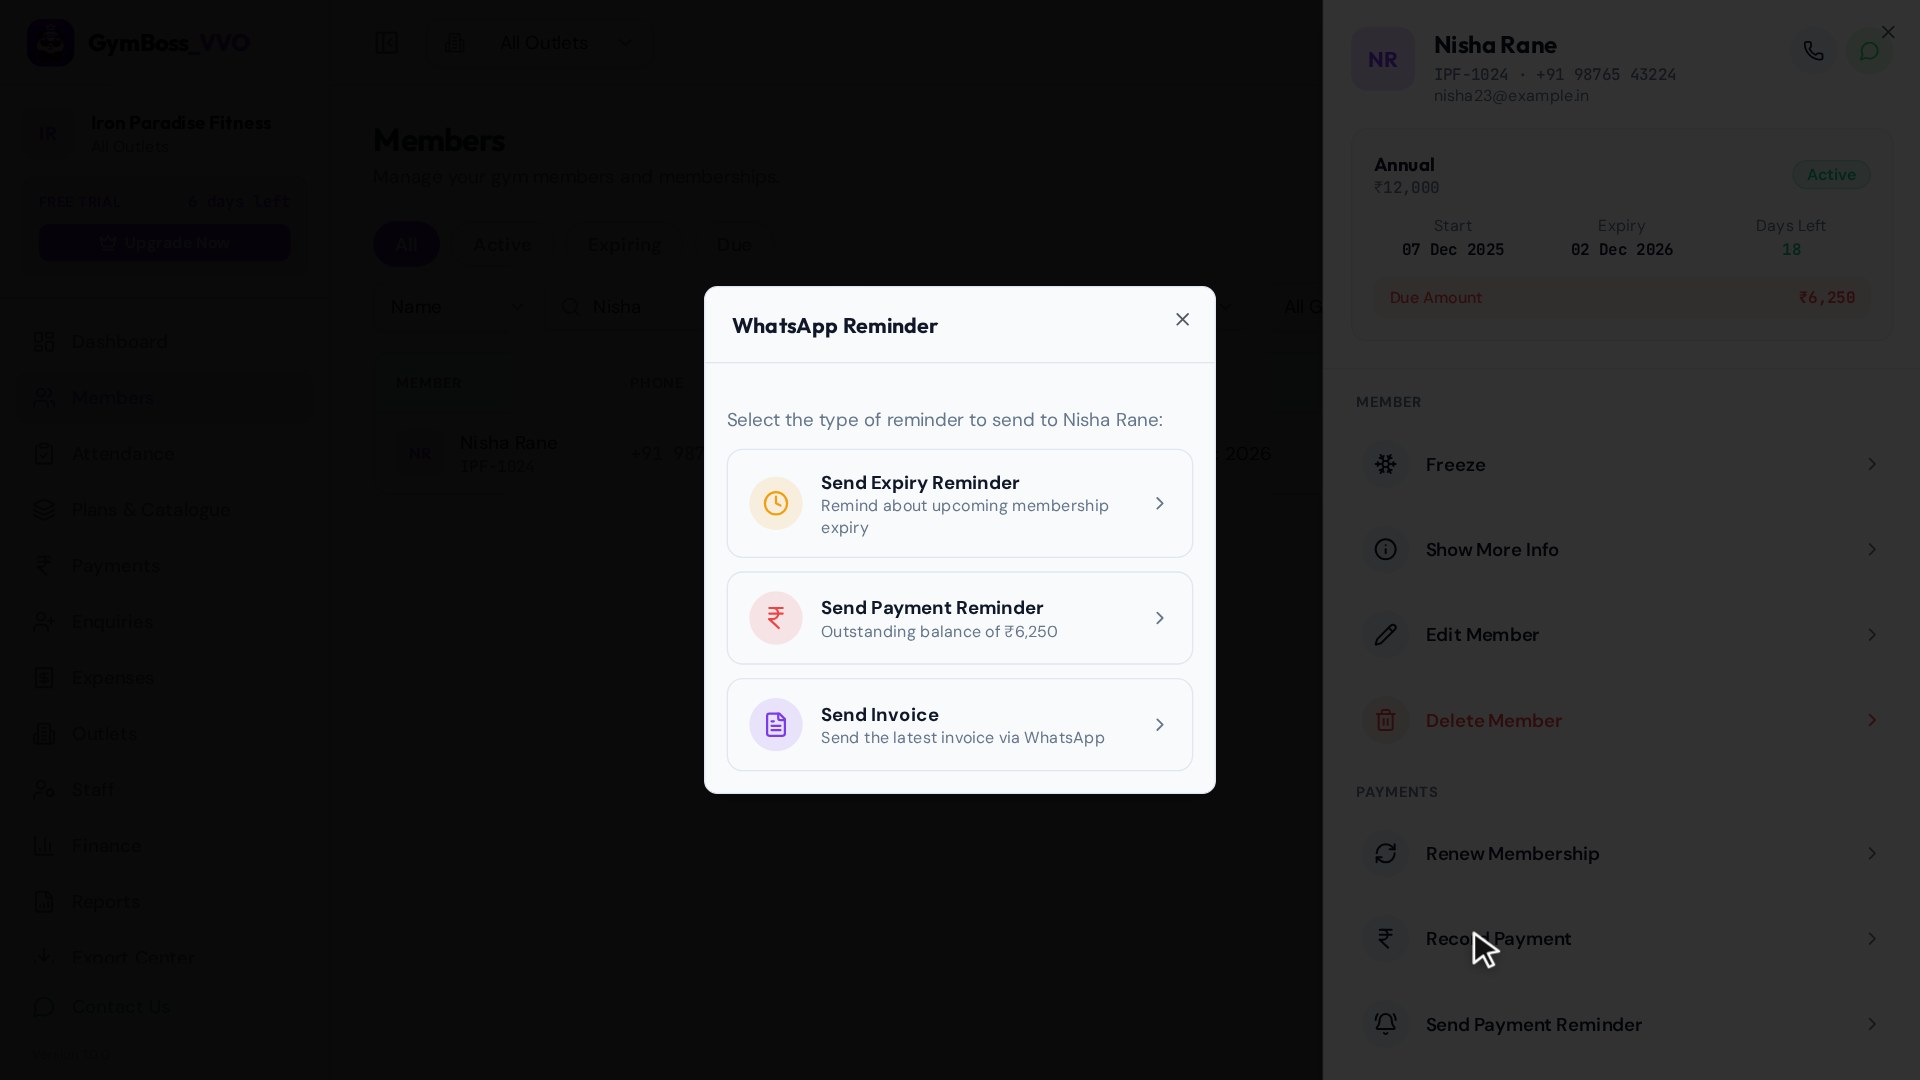 GymBoss_VVO
IR
Iron Paradise Fitness
All Outlets
FREE TRIAL
6 days left
Upgrade Now
Dashboard
Members
Attendance
Plans & Catalogue
Payments
Enquiries
Expenses
Outlets
Staff
Finance
Reports
Export Center
Contact Us
All Outlets
Members
Manage your gym members and memberships.
All
Active
Expiring
Due
Name
Nisha
All G
MEMBER
PHONE
NR
Nisha Rane
IPF-1024
+91 987
2026
WhatsApp Reminder
Select the type of reminder to send to Nisha Rane:
Send Expiry Reminder
Remind about upcoming membership
expiry
Send Payment Reminder
Outstanding balance of ₹6,250
Send Invoice
Send the latest invoice via WhatsApp
NR
Nisha Rane
IPF-1024 · +91 98765 43224
nisha23@example.in
Annual
₹12,000
Active
Start
Expiry
Days Left
07 Dec 2025
02 Dec 2026
18
Due Amount
₹6,250
MEMBER
Freeze
Show More Info
Edit Member
Delete Member
PAYMENTS
Renew Membership
Record Payment
Send Payment Reminder